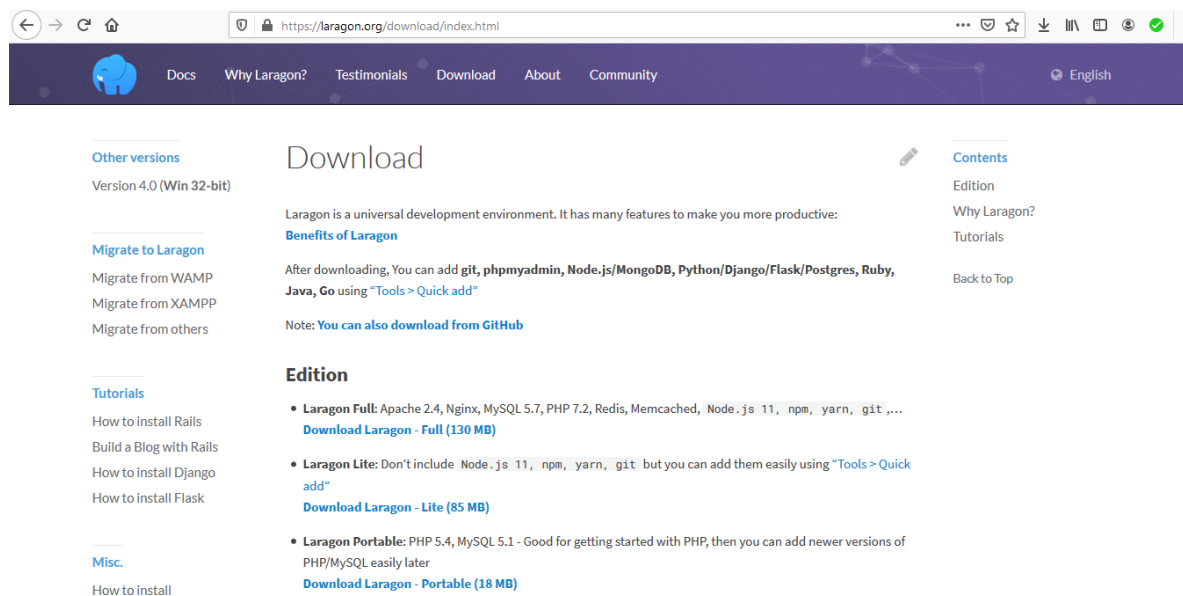 https://laragon.org/download/index.html
Docs Why Laragon? Testimonials Download About Community English
Other versions
Version 4.0 (Win 32-bit)
Migrate to Laragon
Migrate from WAMP
Migrate from XAMPP
Migrate from others
Tutorials
How to install Rails
Build a Blog with Rails
How to install Django
How to install Flask
Misc.
How to install
Download
Laragon is a universal development environment. It has many features to make you more productive:
Benefits of Laragon
After downloading, You can add git, phpmyadmin, Node.js/MongoDB, Python/Django/Flask/Postgres, Ruby,
Java, Go using “Tools > Quick add”
Note: You can also download from GitHub
Edition
• Laragon Full: Apache 2.4, Nginx, MySQL 5.7, PHP 7.2, Redis, Memcached, Node.js 11, npm, yarn, git ,…
Download Laragon - Full (130 MB)
• Laragon Lite: Don’t include Node.js 11, npm, yarn, git but you can add them easily using “Tools > Quick
add”
Download Laragon - Lite (85 MB)
• Laragon Portable: PHP 5.4, MySQL 5.1 - Good for getting started with PHP, then you can add newer versions of
PHP/MySQL easily later
Download Laragon - Portable (18 MB)
Contents
Edition
Why Laragon?
Tutorials
Back to Top